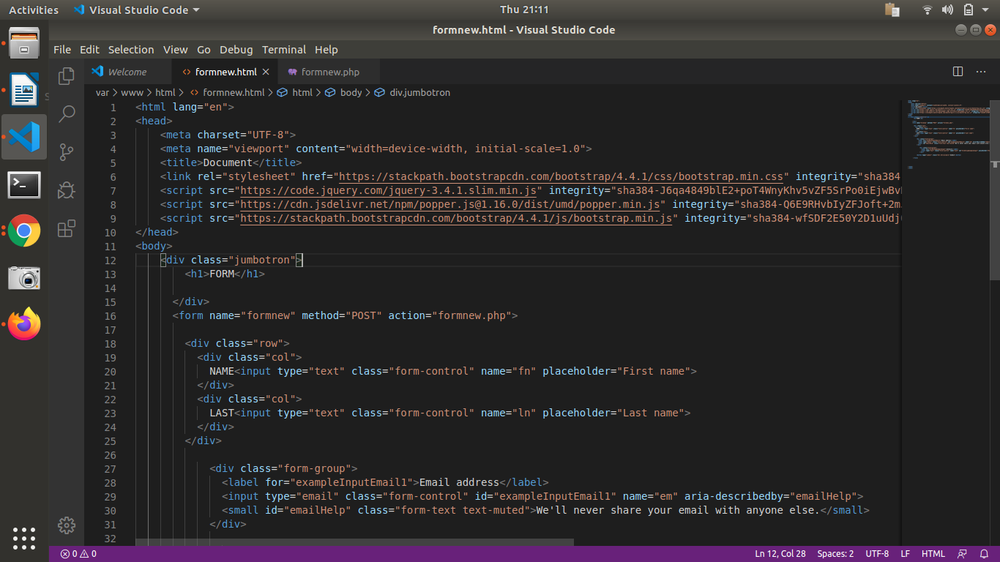 Activities Visual Studio Code Thu 21:11
formnew.html - Visual Studio Code
File Edit Selection View Go Debug Terminal Help
Welcome formnew.html formnew.php
var > www > html > formnew.html > html > body > div.jumbotron
1 <html lang="en">
2 <head>
3 <meta charset="UTF-8">
4 <meta name="viewport" content="width=device-width, initial-scale=1.0">
5 <title>Document</title>
6 <link rel="stylesheet" href="https://stackpath.bootstrapcdn.com/bootstrap/4.4.1/css/bootstrap.min.css" integrity="sha384
7 <script src="https://code.jquery.com/jquery-3.4.1.slim.min.js" integrity="sha384-J6qa4849blE2+poT4WnyKhv5vZF5SrPo0iEjwBv
8 <script src="https://cdn.jsdelivr.net/npm/popper.js@1.16.0/dist/umd/popper.min.js" integrity="sha384-Q6E9RHvbIyZFJoft+2m
9 <script src="https://stackpath.bootstrapcdn.com/bootstrap/4.4.1/js/bootstrap.min.js" integrity="sha384-wfSDF2E50Y2D1uUdj
10 </head>
11 <body>
12 <div class="jumbotron">
13 <h1>FORM</h1>
14
15 </div>
16 <form name="formnew" method="POST" action="formnew.php">
17
18 <div class="row">
19 <div class="col">
20 NAME<input type="text" class="form-control" name="fn" placeholder="First name">
21 </div>
22 <div class="col">
23 LAST<input type="text" class="form-control" name="ln" placeholder="Last name">
24 </div>
25 </div>
26
27 <div class="form-group">
28 <label for="exampleInputEmail1">Email address</label>
29 <input type="email" class="form-control" id="exampleInputEmail1" name="em" aria-describedby="emailHelp">
30 <small id="emailHelp" class="form-text text-muted">We'll never share your email with anyone else.</small>
31 </div>
32
0 0 Ln 12, Col 28 Spaces: 2 UTF-8 LF HTML